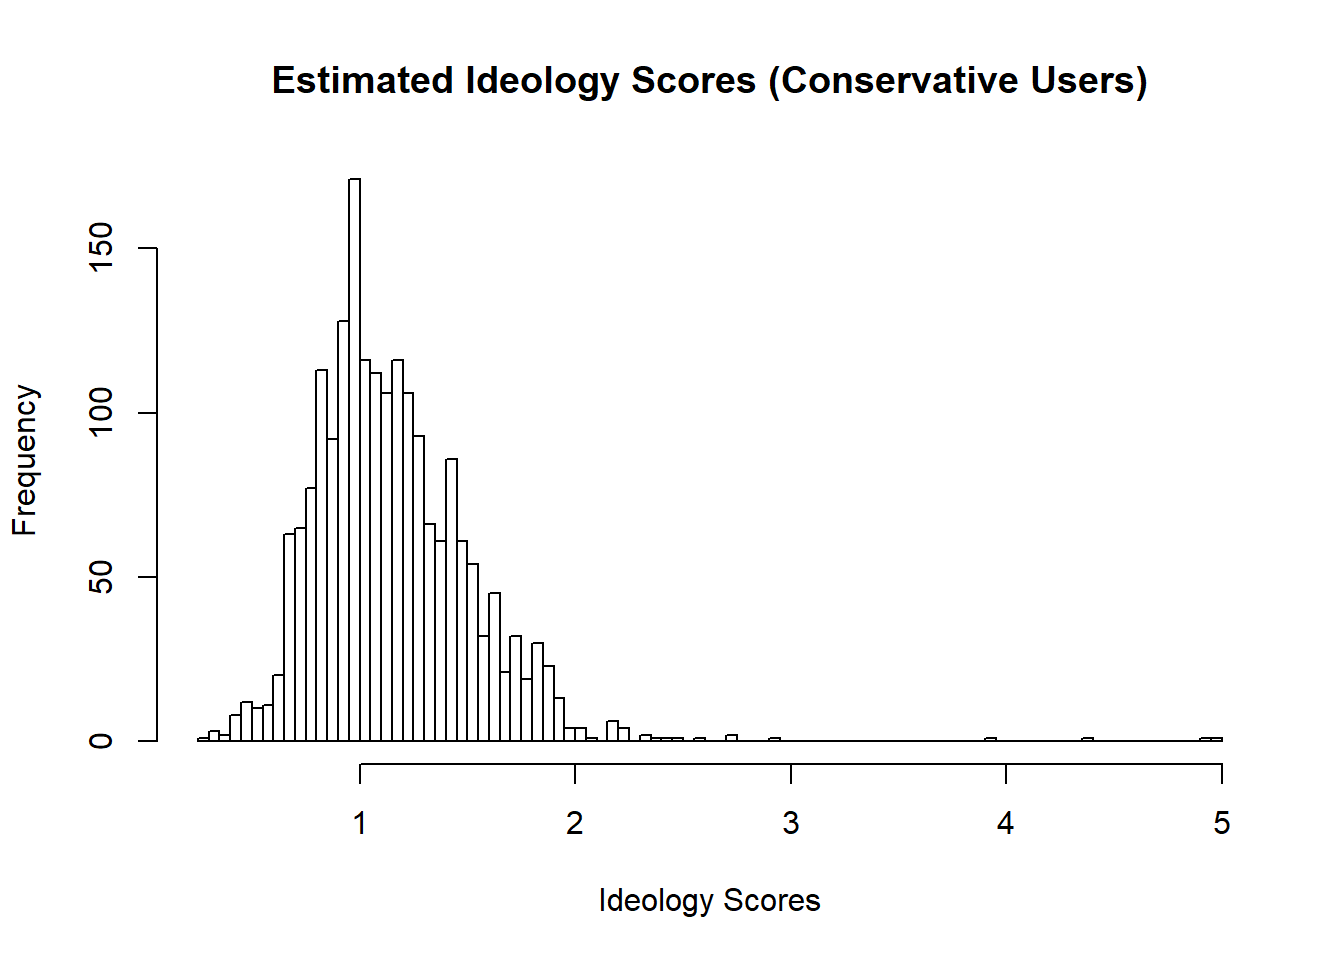 Estimated Ideology Scores (Conservative Users)
Frequency
150
100
50
0
1 2 3 4 5
Ideology Scores